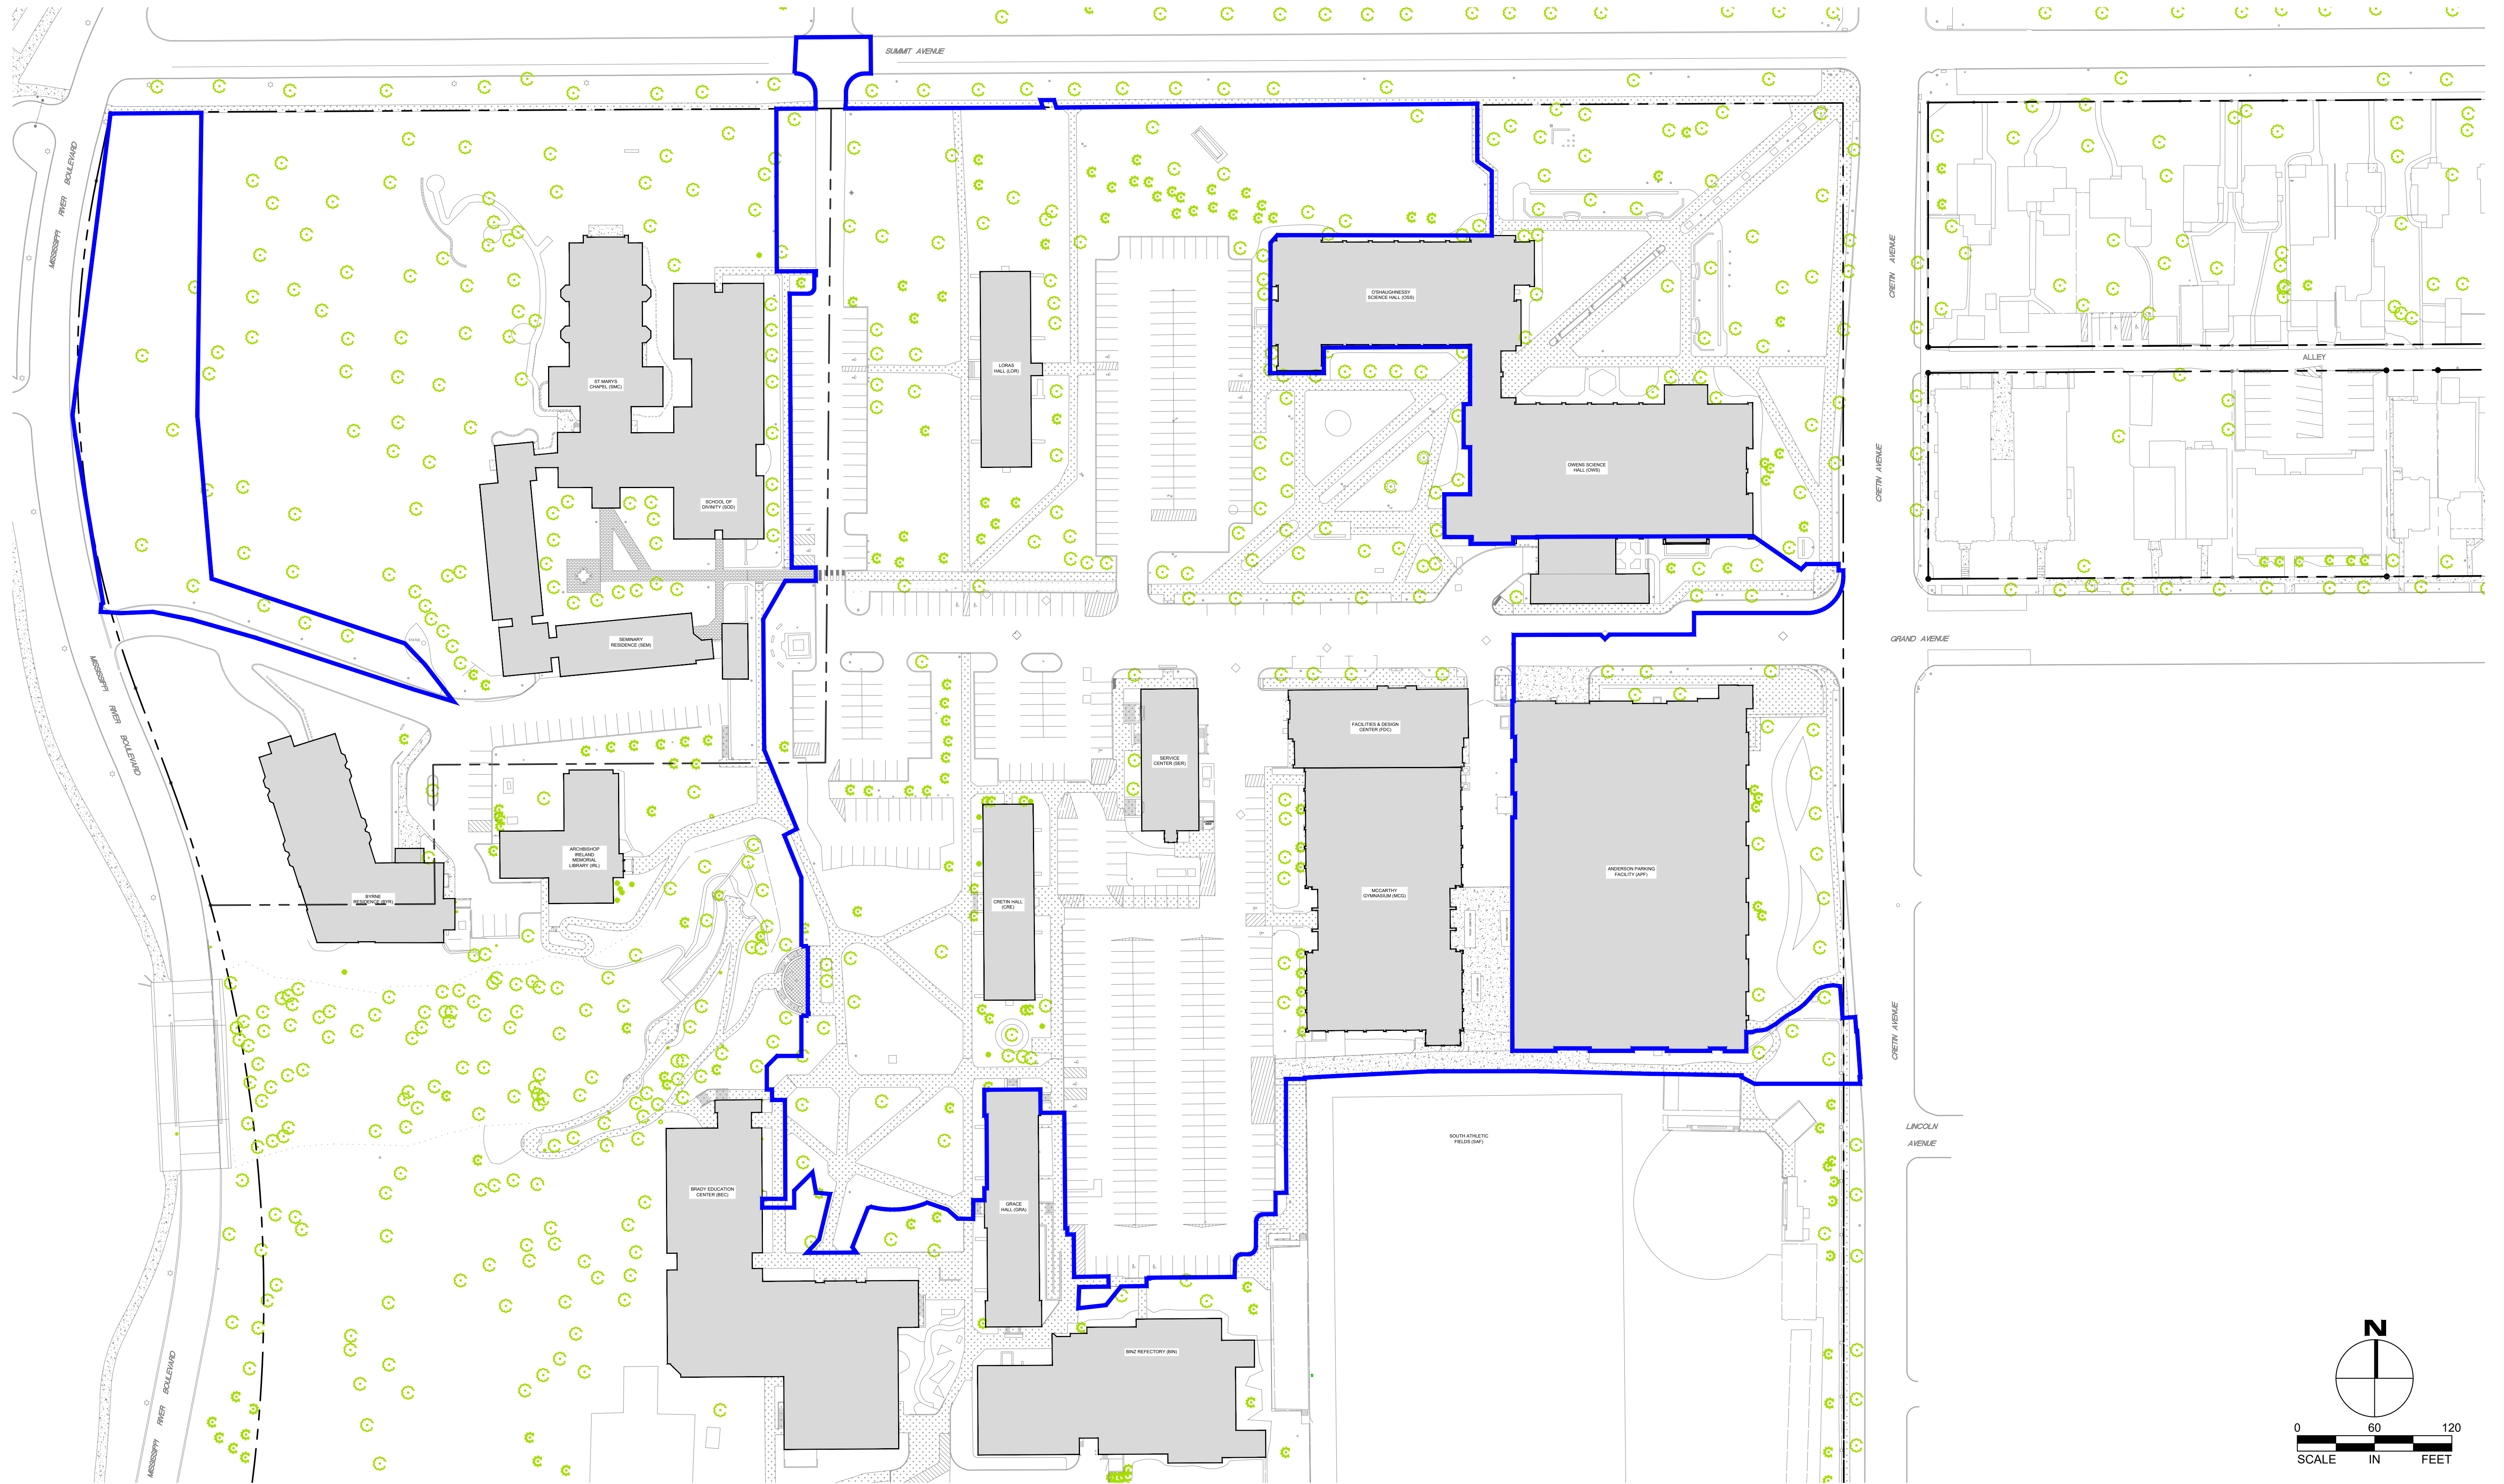 SUMMIT AVENUE
MISSISSIPPI RIVER BOULEVARD
CRETIN AVENUE
O'SHAUGHNESSY
SCIENCE HALL (OSS)
ALLEY
LORAS
HALL (LOR)
ST MARYS
CHAPEL (SMC)
CRETIN AVENUE
OWENS SCIENCE
HALL (OWS)
SCHOOL OF
DIVINITY (SOD)
STATUE
SEMINARY
RESIDENCE (SEM)
GRAND AVENUE
MISSISSIPPI RIVER BOULEVARD
FACILITIES & DESIGN
CENTER (FDC)
SERVICE
CENTER (SER)
ARCHBISHOP
IRELAND
MEMORIAL
LIBRARY (IRL)
ANDERSON PARKING
FACILITY (APF)
MCCARTHY
GYMNASIUM (MCG)
BYRNE
RESIDENCE (BYR)
CRETIN HALL
(CRE)
CRETIN AVENUE
LINCOLN
AVENUE
SOUTH ATHLETIC
FIELDS (SAF)
BRADY EDUCATION
CENTER (BEC)
GRACE
HALL (GRA)
BINZ REFECTORY (BIN)
MISSISSIPPI RIVER BOULEVARD
N
0 60 120
SCALE IN FEET